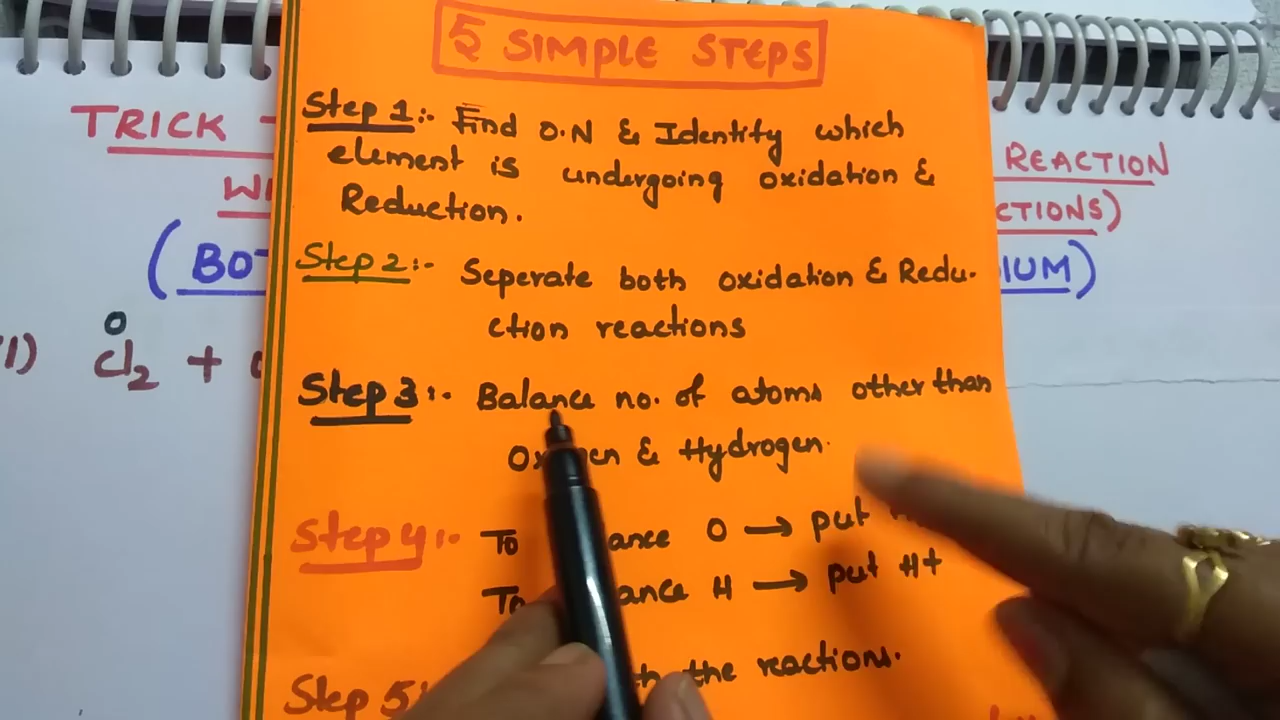 5 SIMPLE STEPS
TRICK -
REACTION
WI
CTIONS)
(BO
IUM)
1) Cl2 +
0
Step 1:- Find O.N & Identify which
element is undergoing oxidation &
Reduction.
Step 2:- Seperate both oxidation & Redu-
ction reactions
Step 3:- Balance no. of atoms other than
& Hydrogen.
Step 4:- To ance O → put
ance H → put H+
Step 5:- the reactions.